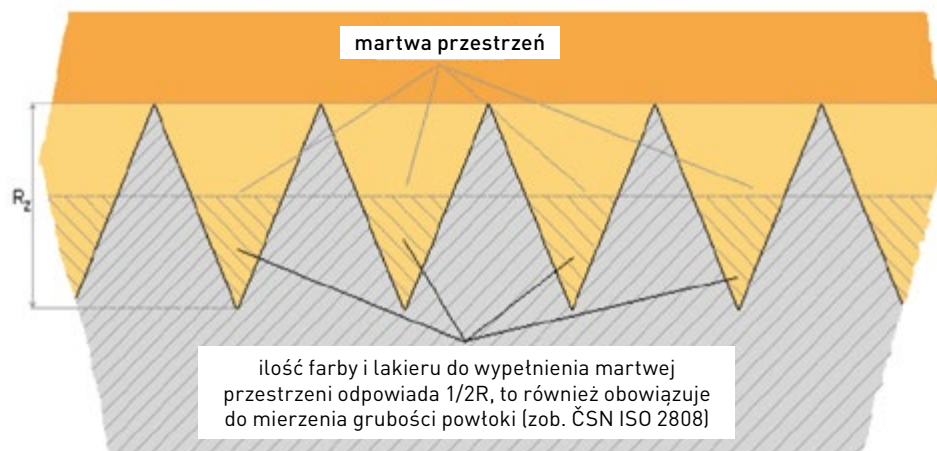 martwa przestrzeń
R_z
ilość farby i lakieru do wypełnienia martwej
przestrzeni odpowiada 1/2R, to również obowiązuje
do mierzenia grubości powłoki (zob. ČSN ISO 2808)